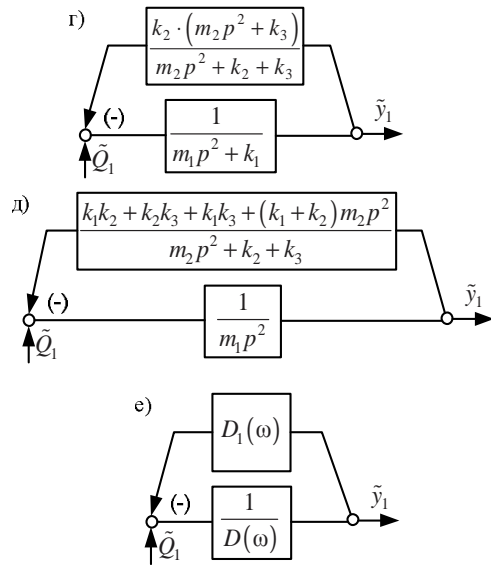 г)
k₂ · (m₂p² + k₃)
m₂p² + k₂ + k₃
(-)
1
m₁p² + k₁
Q̃₁
ỹ₁
д)
k₁k₂ + k₂k₃ + k₁k₃ + (k₁ + k₂)m₂p²
m₂p² + k₂ + k₃
(-)
1
m₁p²
Q̃₁
ỹ₁
е)
D₁(ω)
(-)
1
D(ω)
Q̃₁
ỹ₁